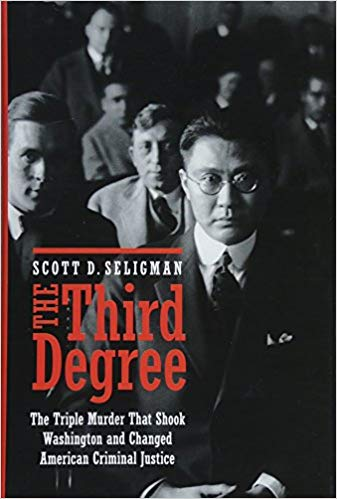 SCOTT D. SELIGMAN
THE
Third
Degree
The Triple Murder That Shook
Washington and Changed
American Criminal Justice